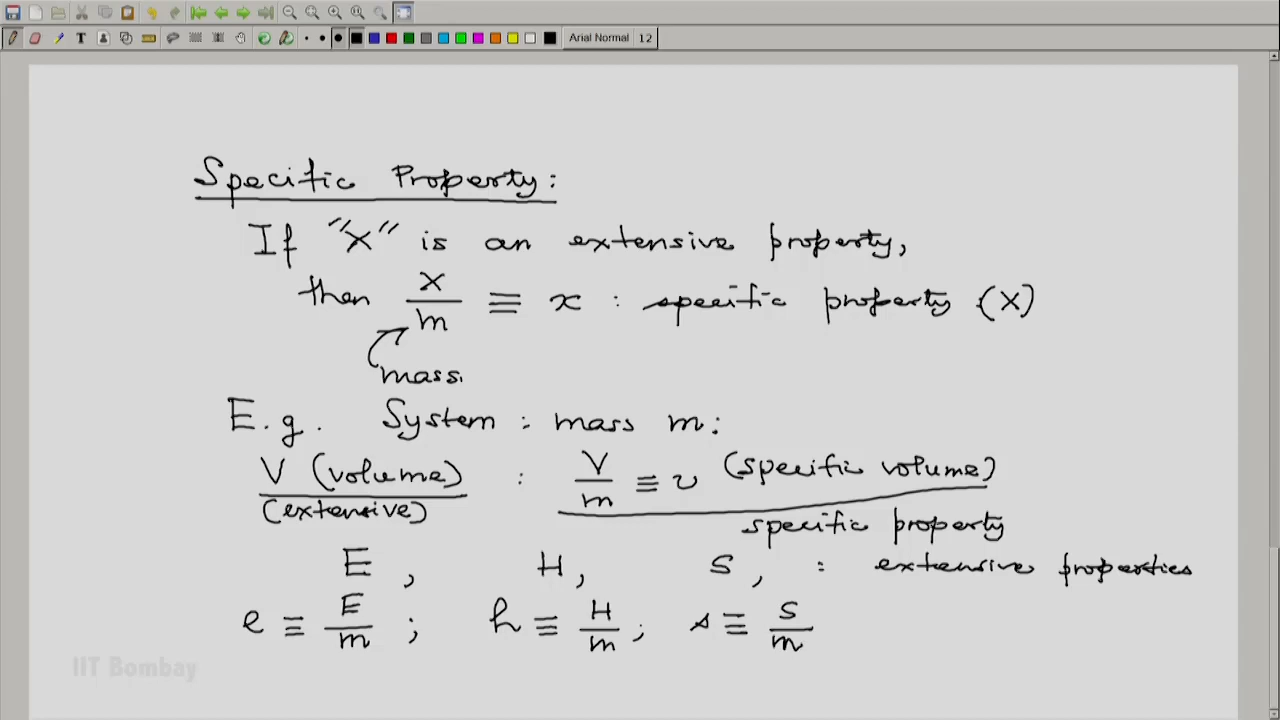 Arial Normal 12
Specific Property:
If "X" is an extensive property,
then X/m ≡ x : specific property (X)
mass.
E.g. System : mass m:
V (volume) : V/m ≡ v (specific volume)
(extensive) specific property
E, H, S, : extensive properties
e ≡ E/m ; h ≡ H/m ; s ≡ S/m
IIT Bombay